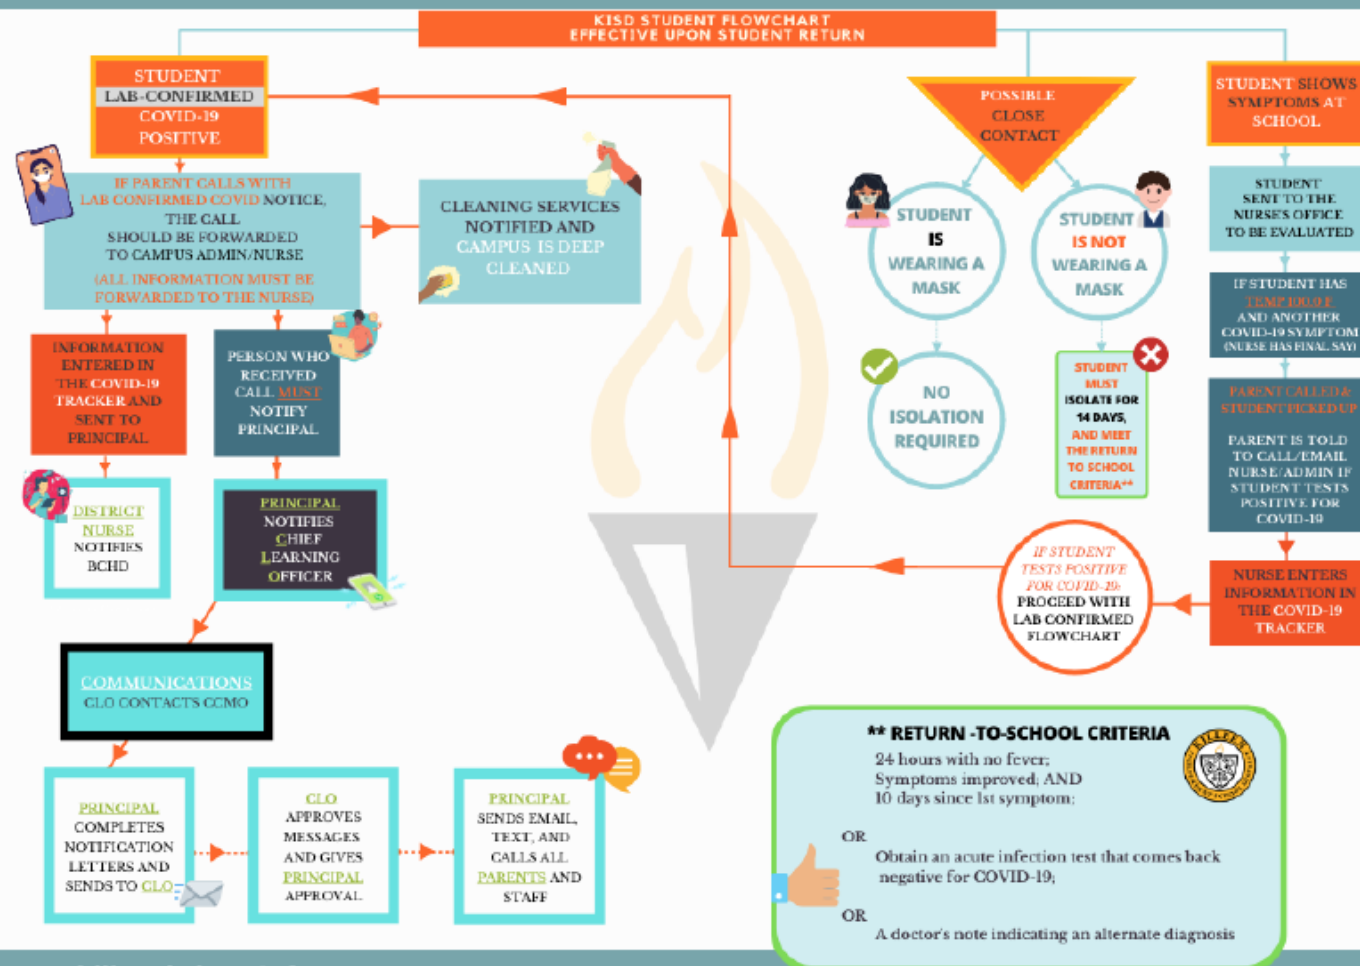 KISD STUDENT FLOWCHART
EFFECTIVE UPON STUDENT RETURN
STUDENT
LAB-CONFIRMED
COVID-19
POSITIVE
IF PARENT CALLS WITH
LAB CONFIRMED COVID NOTICE,
THE CALL
SHOULD BE FORWARDED
TO CAMPUS ADMIN/NURSE
(ALL INFORMATION MUST BE
FORWARDED TO THE NURSE)
CLEANING SERVICES
NOTIFIED AND
CAMPUS IS DEEP
CLEANED
INFORMATION
ENTERED IN
THE COVID-19
TRACKER AND
SENT TO
PRINCIPAL
PERSON WHO
RECEIVED
CALL MUST
NOTIFY
PRINCIPAL
DISTRICT
NURSE
NOTIFIES
BCHD
PRINCIPAL
NOTIFIES
CHIEF
LEARNING
OFFICER
COMMUNICATIONS
CLO CONTACTS CCMO
PRINCIPAL
COMPLETES
NOTIFICATION
LETTERS AND
SENDS TO CLO
CLO
APPROVES
MESSAGES
AND GIVES
PRINCIPAL
APPROVAL
PRINCIPAL
SENDS EMAIL,
TEXT, AND
CALLS ALL
PARENTS AND
STAFF
POSSIBLE
CLOSE
CONTACT
STUDENT
IS
WEARING A
MASK
NO
ISOLATION
REQUIRED
STUDENT
IS NOT
WEARING A
MASK
STUDENT
MUST
ISOLATE FOR
14 DAYS,
AND MEET
THE RETURN
TO SCHOOL
CRITERIA**
STUDENT SHOWS
SYMPTOMS AT
SCHOOL
STUDENT
SENT TO THE
NURSE'S OFFICE
TO BE EVALUATED
IF STUDENT HAS
TEMP 100.0 F
AND ANOTHER
COVID-19 SYMPTOM
(NURSE HAS FINAL SAY)
PARENT CALLED &
STUDENT PICKED UP
PARENT IS TOLD
TO CALL/EMAIL
NURSE/ADMIN IF
STUDENT TESTS
POSITIVE FOR
COVID-19
NURSE ENTERS
INFORMATION IN
THE COVID-19
TRACKER
IF STUDENT
TESTS POSITIVE
FOR COVID-19:
PROCEED WITH
LAB CONFIRMED
FLOWCHART
** RETURN -TO-SCHOOL CRITERIA
24 hours with no fever;
Symptoms improved; AND
10 days since 1st symptom;
OR
Obtain an acute infection test that comes back
negative for COVID-19;
OR
A doctor's note indicating an alternate diagnosis
KILLEEN